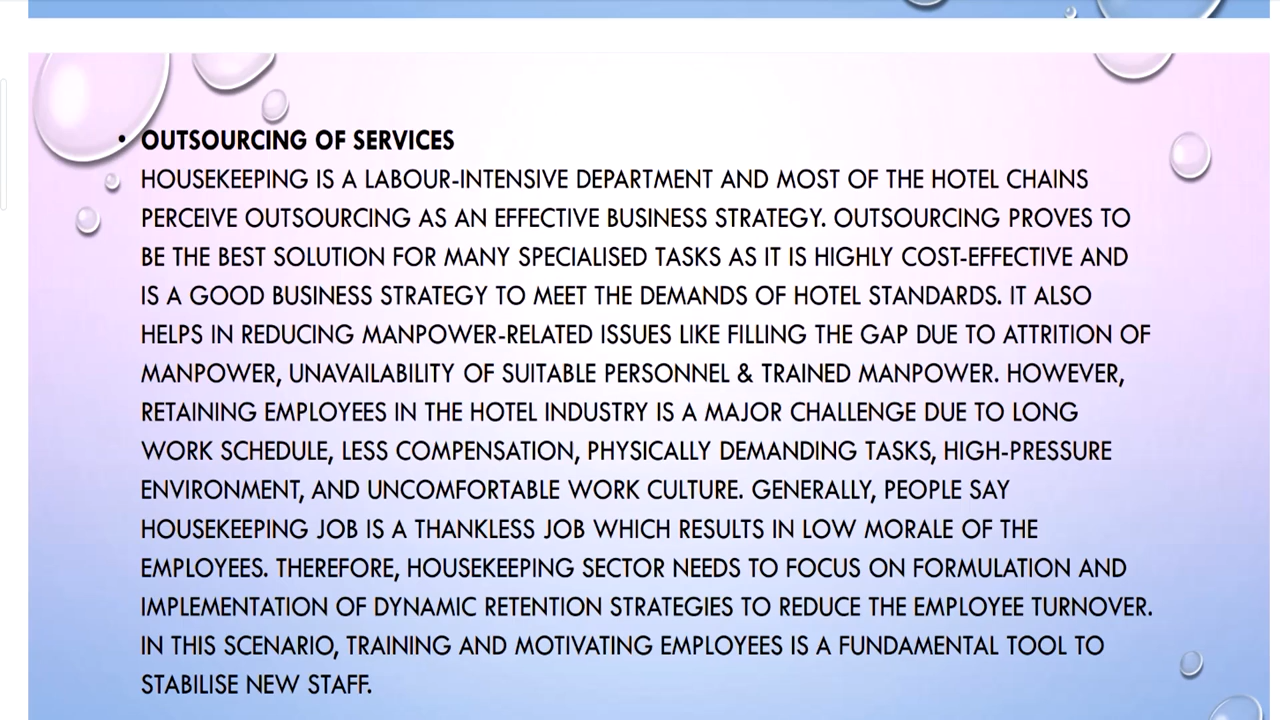 • OUTSOURCING OF SERVICES
HOUSEKEEPING IS A LABOUR-INTENSIVE DEPARTMENT AND MOST OF THE HOTEL CHAINS
PERCEIVE OUTSOURCING AS AN EFFECTIVE BUSINESS STRATEGY. OUTSOURCING PROVES TO
BE THE BEST SOLUTION FOR MANY SPECIALISED TASKS AS IT IS HIGHLY COST-EFFECTIVE AND
IS A GOOD BUSINESS STRATEGY TO MEET THE DEMANDS OF HOTEL STANDARDS. IT ALSO
HELPS IN REDUCING MANPOWER-RELATED ISSUES LIKE FILLING THE GAP DUE TO ATTRITION OF
MANPOWER, UNAVAILABILITY OF SUITABLE PERSONNEL & TRAINED MANPOWER. HOWEVER,
RETAINING EMPLOYEES IN THE HOTEL INDUSTRY IS A MAJOR CHALLENGE DUE TO LONG
WORK SCHEDULE, LESS COMPENSATION, PHYSICALLY DEMANDING TASKS, HIGH-PRESSURE
ENVIRONMENT, AND UNCOMFORTABLE WORK CULTURE. GENERALLY, PEOPLE SAY
HOUSEKEEPING JOB IS A THANKLESS JOB WHICH RESULTS IN LOW MORALE OF THE
EMPLOYEES. THEREFORE, HOUSEKEEPING SECTOR NEEDS TO FOCUS ON FORMULATION AND
IMPLEMENTATION OF DYNAMIC RETENTION STRATEGIES TO REDUCE THE EMPLOYEE TURNOVER.
IN THIS SCENARIO, TRAINING AND MOTIVATING EMPLOYEES IS A FUNDAMENTAL TOOL TO
STABILISE NEW STAFF.